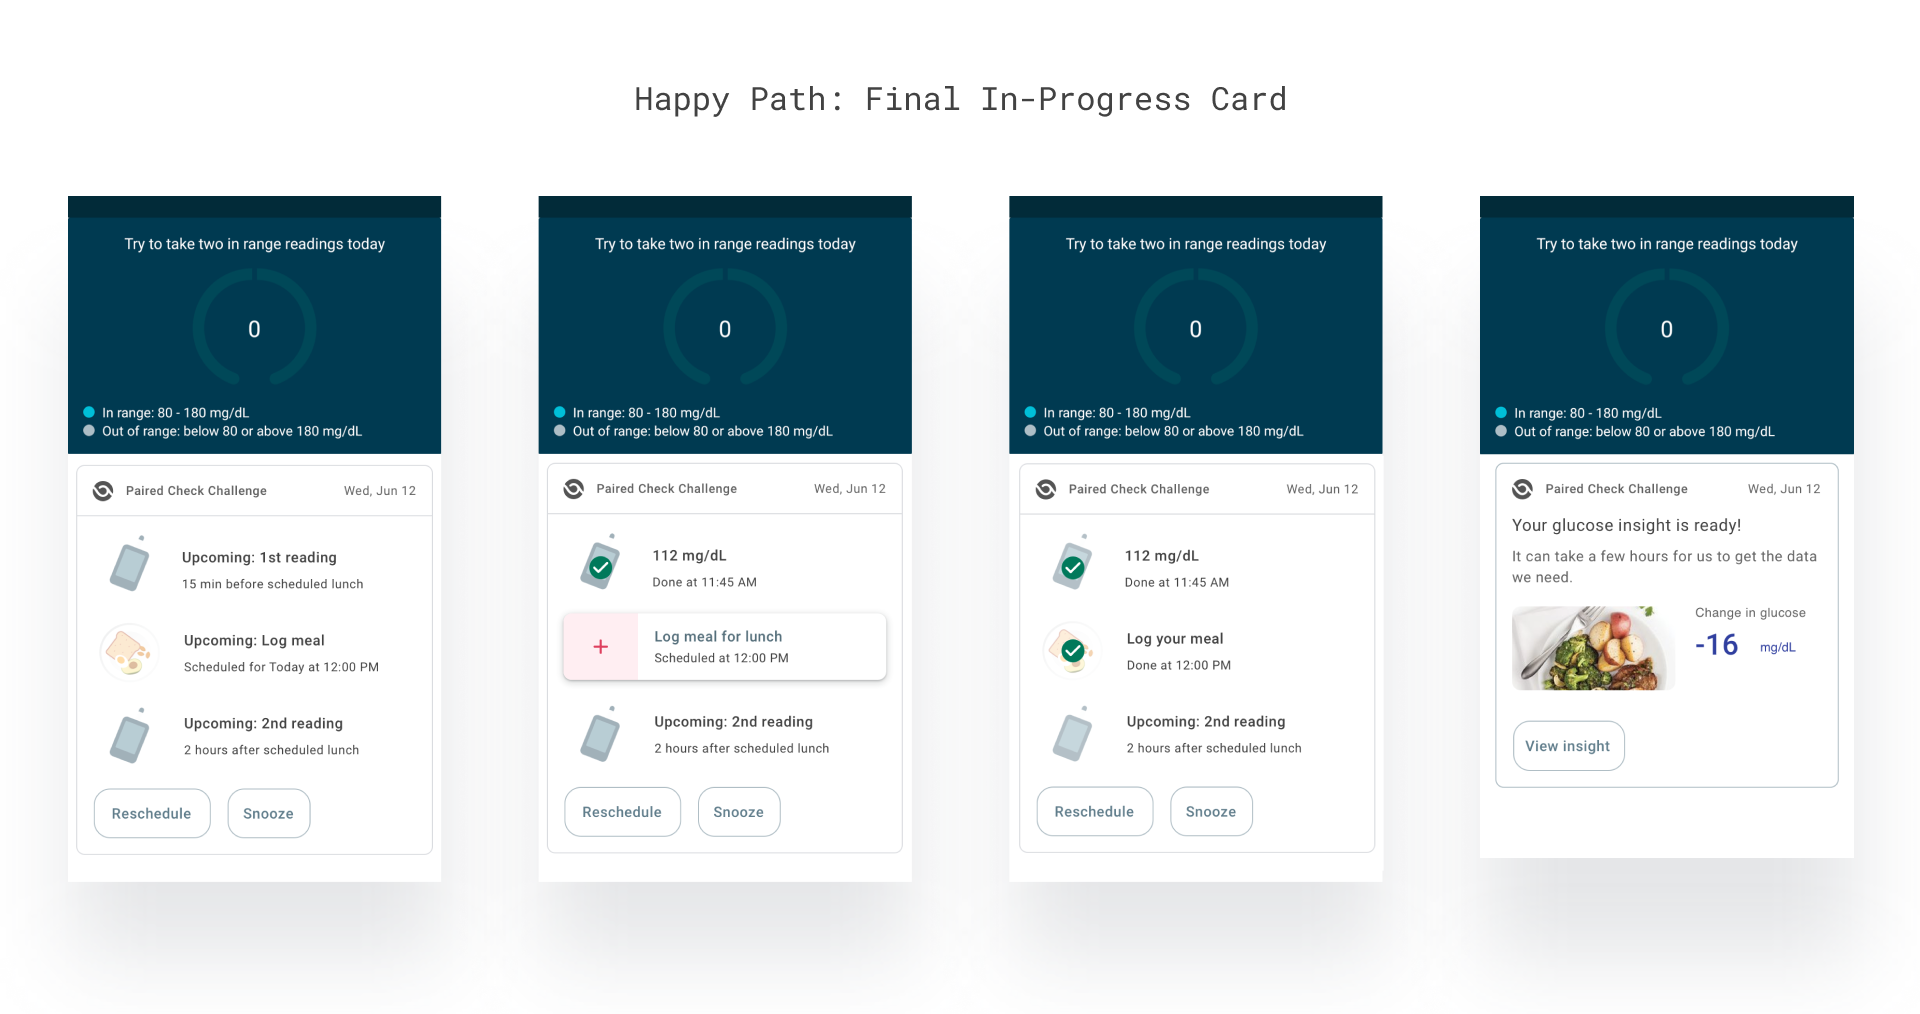 Happy Path: Final In-Progress Card
Try to take two in range readings today
0
In range: 80 - 180 mg/dL
Out of range: below 80 or above 180 mg/dL
Paired Check Challenge
Wed, Jun 12
Upcoming: 1st reading
15 min before scheduled lunch
Upcoming: Log meal
Scheduled for Today at 12:00 PM
Upcoming: 2nd reading
2 hours after scheduled lunch
Reschedule
Snooze
Try to take two in range readings today
0
In range: 80 - 180 mg/dL
Out of range: below 80 or above 180 mg/dL
Paired Check Challenge
Wed, Jun 12
112 mg/dL
Done at 11:45 AM
Log meal for lunch
Scheduled at 12:00 PM
Upcoming: 2nd reading
2 hours after scheduled lunch
Reschedule
Snooze
Try to take two in range readings today
0
In range: 80 - 180 mg/dL
Out of range: below 80 or above 180 mg/dL
Paired Check Challenge
Wed, Jun 12
112 mg/dL
Done at 11:45 AM
Log your meal
Done at 12:00 PM
Upcoming: 2nd reading
2 hours after scheduled lunch
Reschedule
Snooze
Try to take two in range readings today
0
In range: 80 - 180 mg/dL
Out of range: below 80 or above 180 mg/dL
Paired Check Challenge
Wed, Jun 12
Your glucose insight is ready!
It can take a few hours for us to get the data
we need.
Change in glucose
-16 mg/dL
View insight